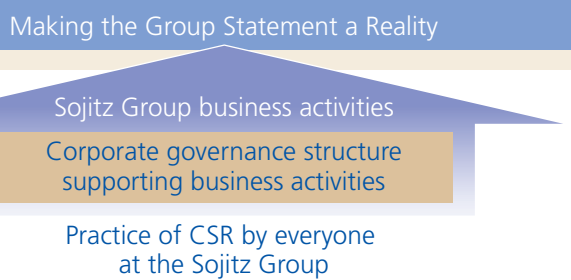 Making the Group Statement a Reality
Sojitz Group business activities
Corporate governance structure
supporting business activities
Practice of CSR by everyone
at the Sojitz Group